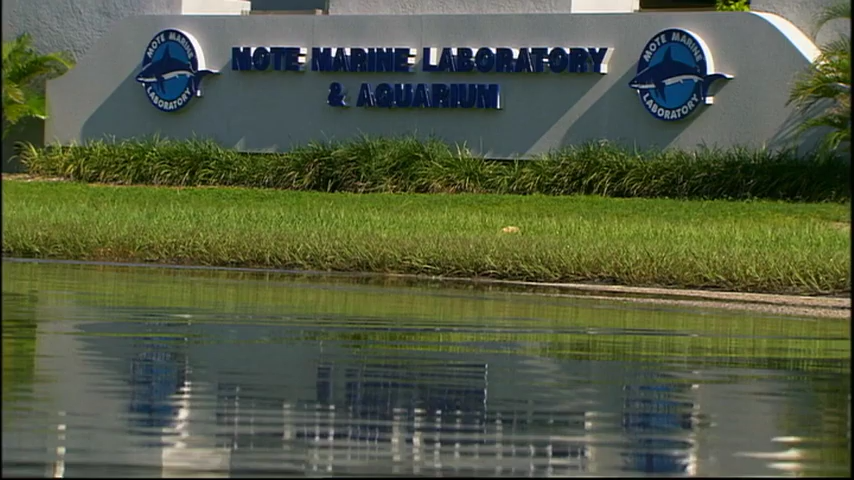 MOTE MARINE
LABORATORY
MOTE MARINE LABORATORY
& AQUARIUM
MOTE MARINE
LABORATORY